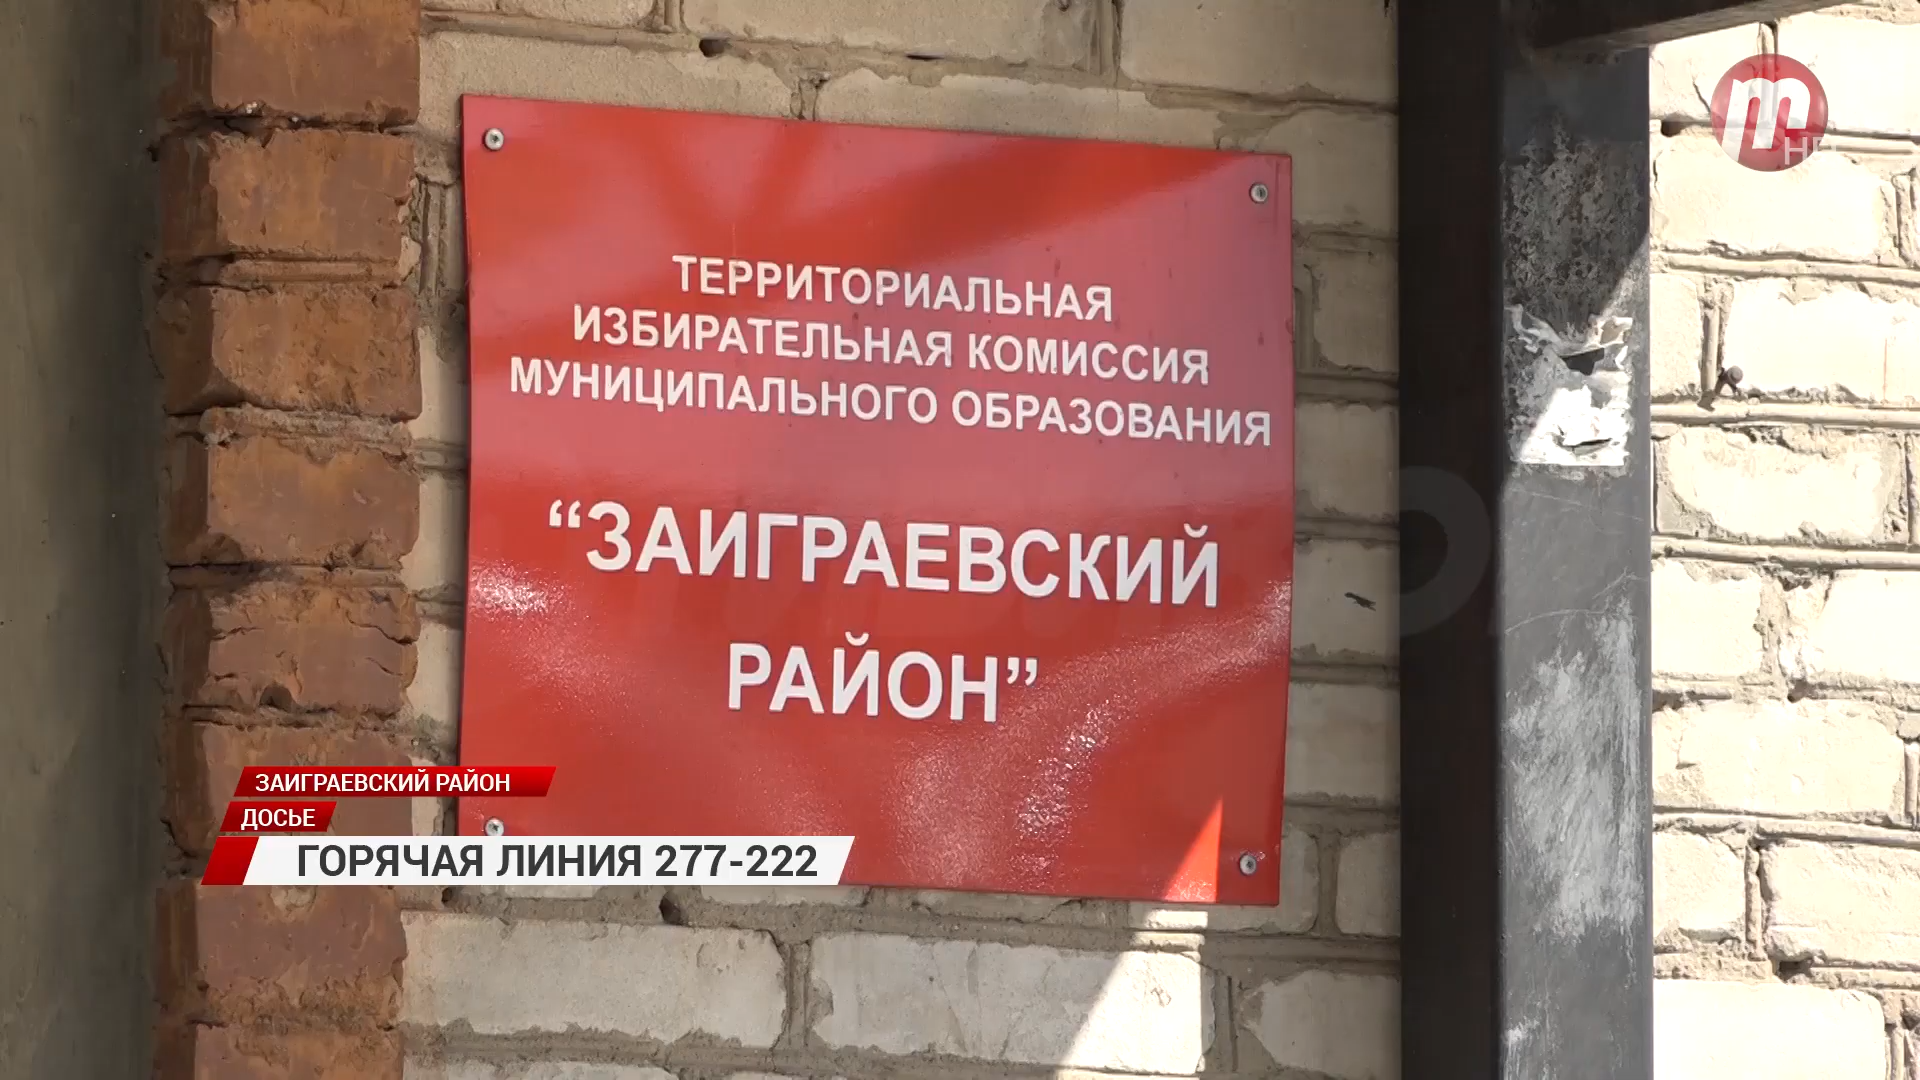 ТЕРРИТОРИАЛЬНАЯ
ИЗБИРАТЕЛЬНАЯ КОМИССИЯ
МУНИЦИПАЛЬНОГО ОБРАЗОВАНИЯ
“ЗАИГРАЕВСКИЙ
РАЙОН”
ЗАИГРАЕВСКИЙ РАЙОН
ДОСЬЕ
ГОРЯЧАЯ ЛИНИЯ 277-222